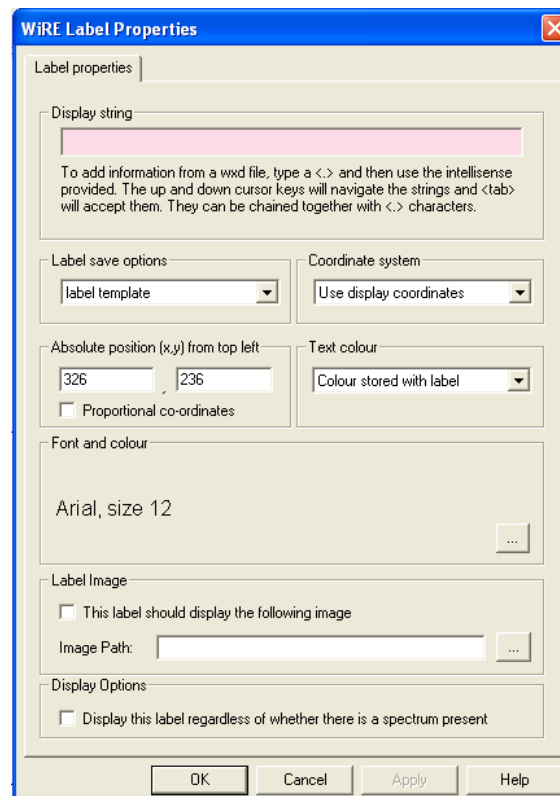 WiRE Label Properties
Label properties
Display string
To add information from a wxd file, type a <.> and then use the intellisense
provided. The up and down cursor keys will navigate the strings and <tab>
will accept them. They can be chained together with <.> characters.
Label save options
Coordinate system
label template
Use display coordinates
Absolute position (x,y) from top left
Text colour
326 , 236
Colour stored with label
Proportional co-ordinates
Font and colour
Arial, size 12
...
Label Image
This label should display the following image
Image Path:
...
Display Options
Display this label regardless of whether there is a spectrum present
OK Cancel Apply Help